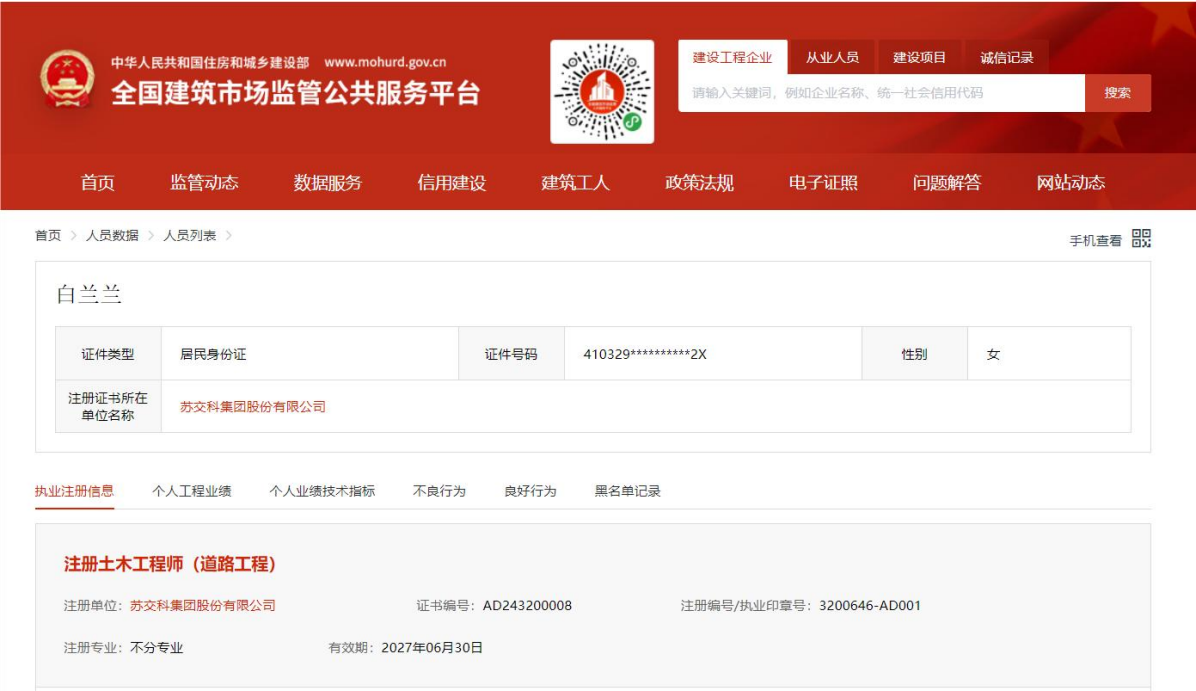 中华人民共和国住房和城乡建设部 www.mohurd.gov.cn
全国建筑市场监管公共服务平台
建设工程企业 从业人员 建设项目 诚信记录
请输入关键词，例如企业名称、统一社会信用代码 搜索
首页 监管动态 数据服务 信用建设 建筑工人 政策法规 电子证照 问题解答 网站动态
首页 > 人员数据 > 人员列表 >
手机查看
白兰兰
证件类型 居民身份证 证件号码 410329**********2X 性别 女
注册证书所在
单位名称 苏交科集团股份有限公司
执业注册信息 个人工程业绩 个人业绩技术指标 不良行为 良好行为 黑名单记录
注册土木工程师（道路工程）
注册单位：苏交科集团股份有限公司 证书编号：AD243200008 注册编号/执业印章号：3200646-AD001
注册专业：不分专业 有效期：2027年06月30日